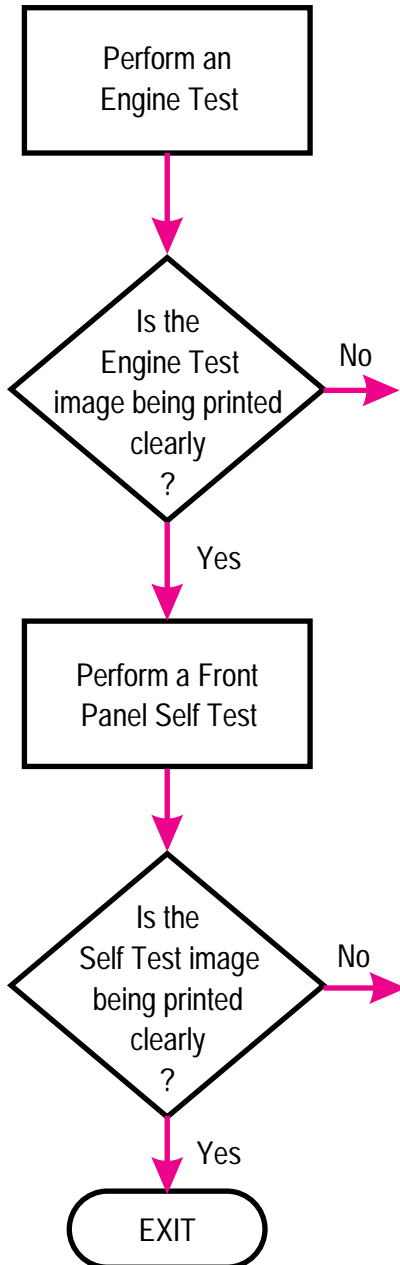 Perform an
Engine Test
Is the
Engine Test
image being printed
clearly
?
No
Yes
Perform a Front
Panel Self Test
Is the
Self Test image
being printed
clearly
?
No
Yes
EXIT